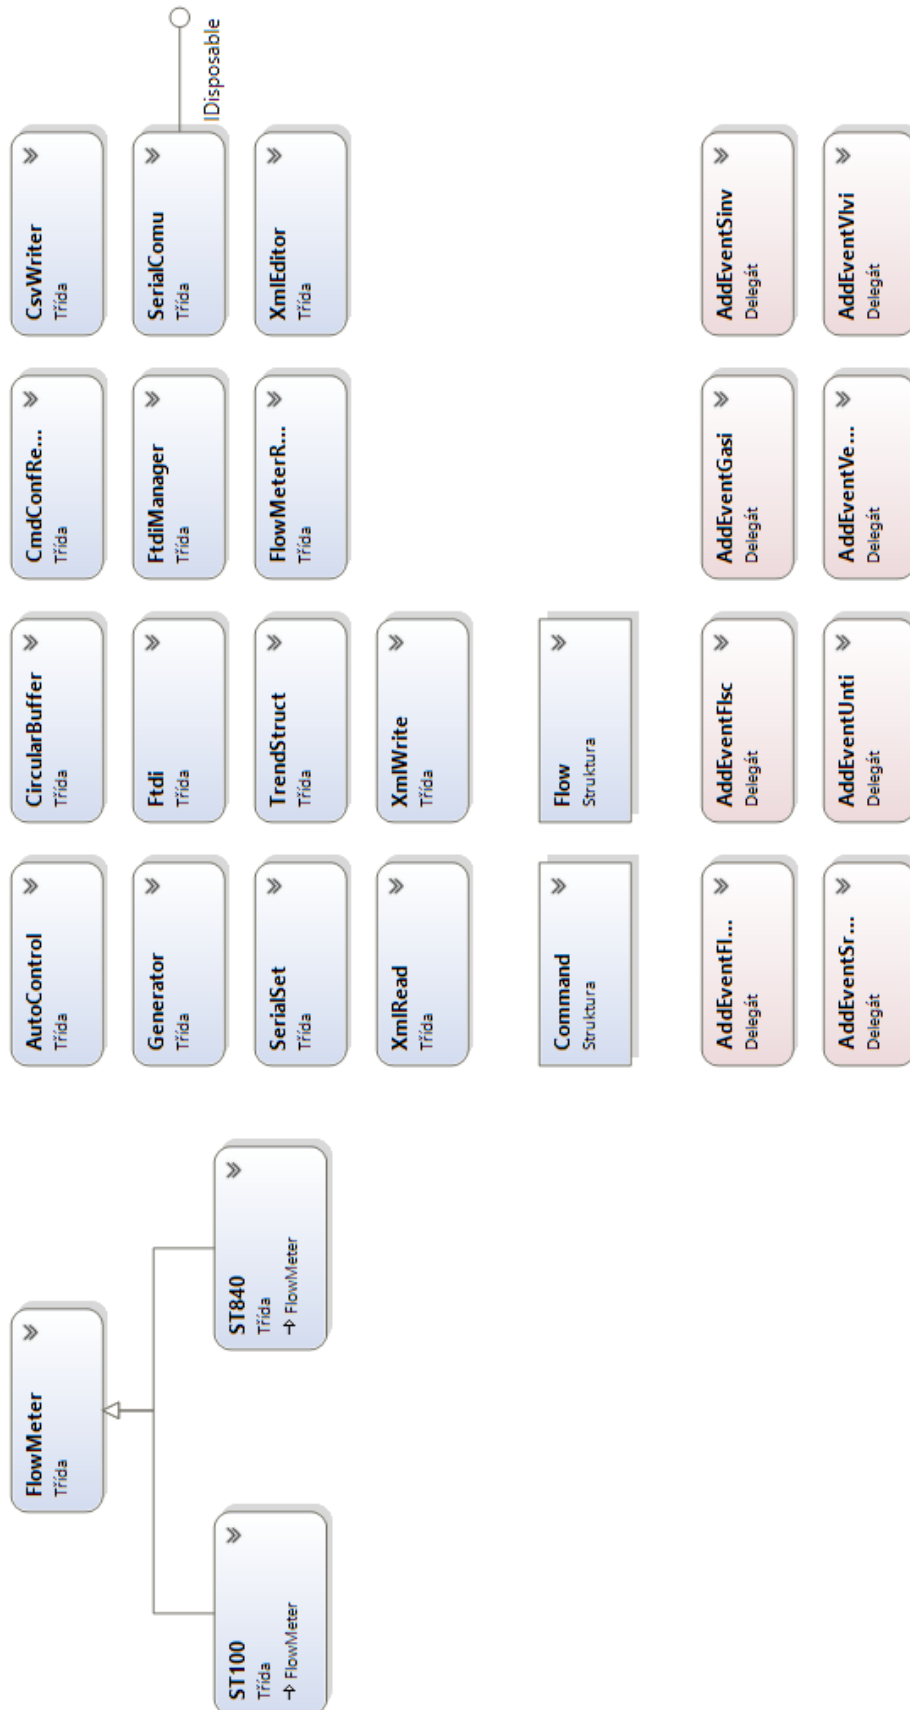 FlowMeter
Třída
ST100
Třída
FlowMeter
ST840
Třída
FlowMeter
AutoControl
Třída
CircularBuffer
Třída
CmdConfRe...
Třída
CsvWriter
Třída
Generator
Třída
Ftdi
Třída
FtdiManager
Třída
SerialComu
Třída
IDisposable
SerialSet
Třída
TrendStruct
Třída
FlowMeterR...
Třída
XmlEditor
Třída
XmlRead
Třída
XmlWrite
Třída
Command
Struktura
Flow
Struktura
AddEventFl...
Delegát
AddEventFlsc
Delegát
AddEventGasi
Delegát
AddEventSinv
Delegát
AddEventSr...
Delegát
AddEventUnti
Delegát
AddEventVe...
Delegát
AddEventVlvi
Delegát